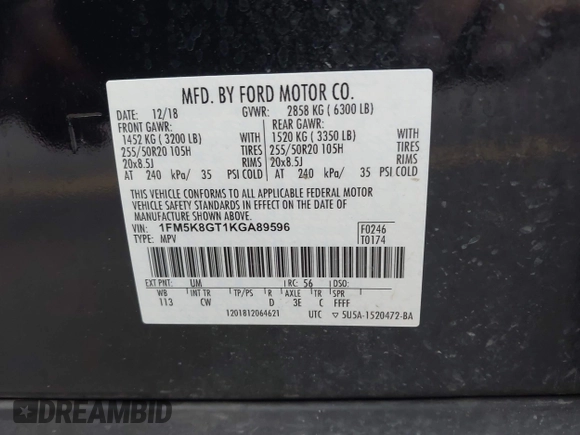 MFD. BY FORD MOTOR CO.
DATE: 12/18 GVWR: 2858 KG ( 6300 LB)
FRONT GAWR: REAR GAWR:
1452 KG ( 3200 LB) WITH 1520 KG ( 3350 LB) WITH
255/50R20 105H TIRES 255/50R20 105H TIRES
20x8.5J RIMS 20x8.5J RIMS
AT 240 kPa/ 35 PSI COLD AT 240 kPa/ 35 PSI COLD
THIS VEHICLE CONFORMS TO ALL APPLICABLE FEDERAL MOTOR
VEHICLE SAFETY STANDARDS IN EFFECT ON THE DATE OF
MANUFACTURE SHOWN ABOVE.
VIN: 1FM5K8GT1KGA89596 F0246
TYPE: MPV T0174
EXT PNT: UM RC: 56 DSO:
WB INT TR TP/PS R AXLE TR SPR
113 CW D 3E C FFFF
1201812064621 UTC ▽ 5U5A-1520472-BA
DREAMBID